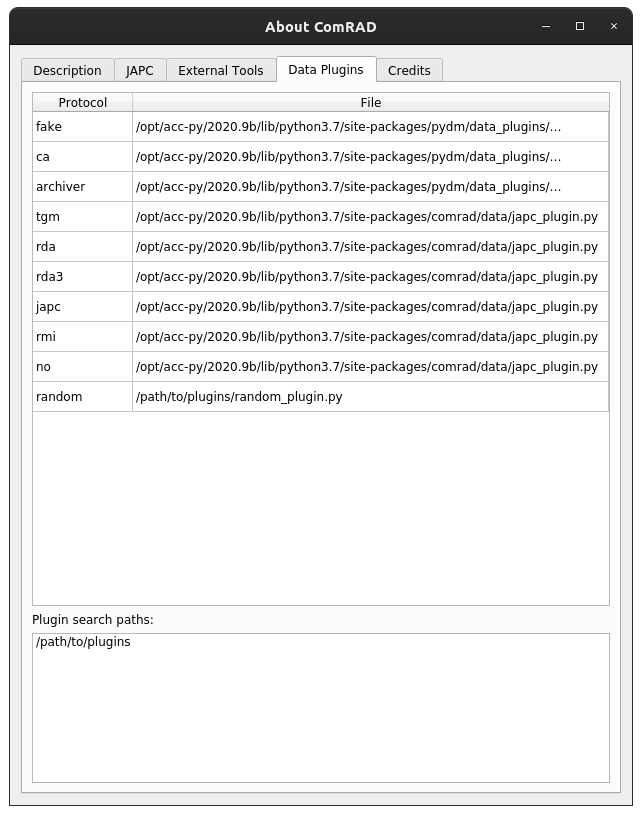 About ComRAD
Description JAPC External Tools Data Plugins Credits
Protocol File
fake /opt/acc-py/2020.9b/lib/python3.7/site-packages/pydm/data_plugins/...
ca /opt/acc-py/2020.9b/lib/python3.7/site-packages/pydm/data_plugins/...
archiver /opt/acc-py/2020.9b/lib/python3.7/site-packages/pydm/data_plugins/...
tgm /opt/acc-py/2020.9b/lib/python3.7/site-packages/comrad/data/japc_plugin.py
rda /opt/acc-py/2020.9b/lib/python3.7/site-packages/comrad/data/japc_plugin.py
rda3 /opt/acc-py/2020.9b/lib/python3.7/site-packages/comrad/data/japc_plugin.py
japc /opt/acc-py/2020.9b/lib/python3.7/site-packages/comrad/data/japc_plugin.py
rmi /opt/acc-py/2020.9b/lib/python3.7/site-packages/comrad/data/japc_plugin.py
no /opt/acc-py/2020.9b/lib/python3.7/site-packages/comrad/data/japc_plugin.py
random /path/to/plugins/random_plugin.py
Plugin search paths:
/path/to/plugins